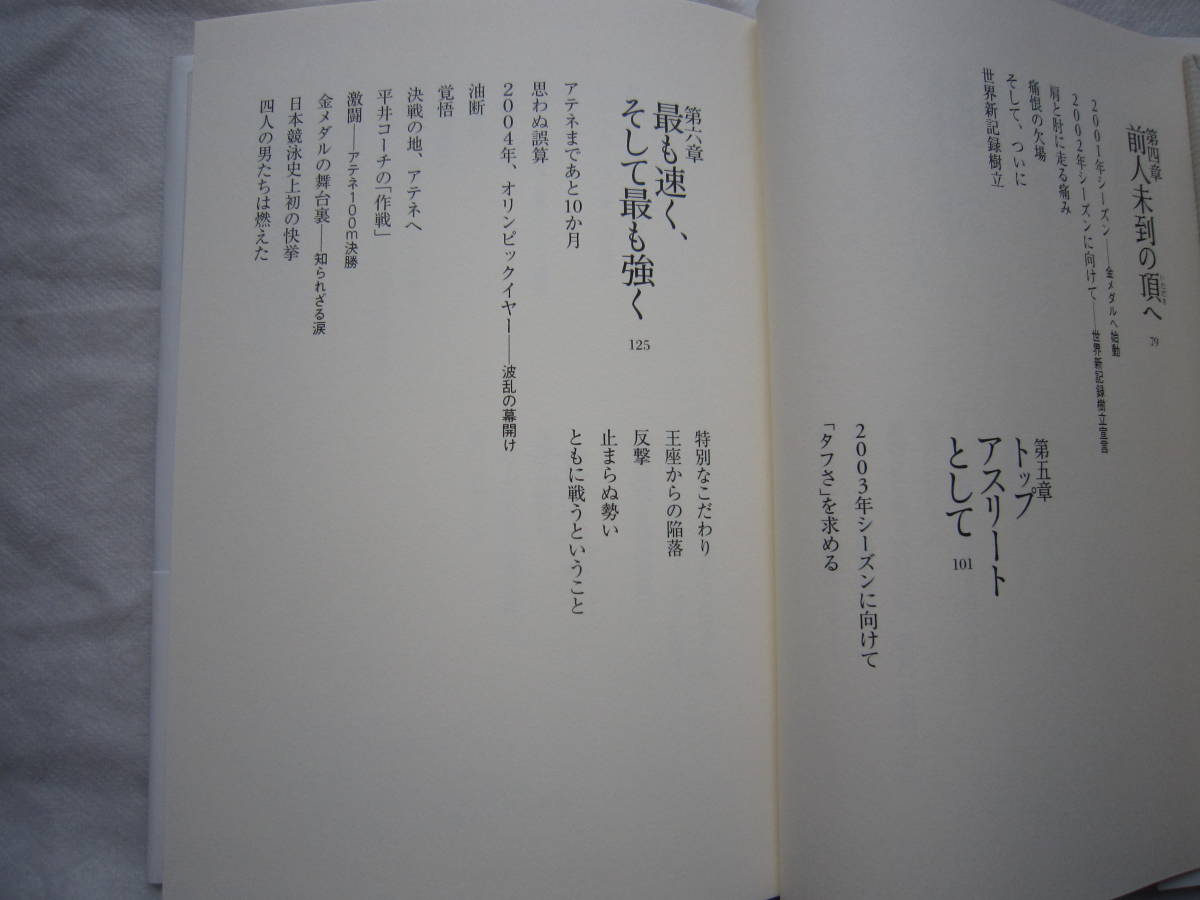 第四章
前人未到の頂へ
いただき
79
2001年シーズン——金メダルへ始動
2002年シーズンに向けて——世界新記録樹立宣言
肩と肘に走る痛み
痛恨の欠場
そして、ついに
世界新記録樹立
第五章
トップ
アスリート
として
101
2003年シーズンに向けて
「タフさ」を求める
特別なこだわり
王座からの陥落
反撃
止まらぬ勢い
ともに戦うということ
第六章
最も速く、
そして最も強く
125
アテネまであと10か月
思わぬ誤算
2004年、オリンピックイヤー——波乱の幕開け
油断
覚悟
決戦の地、アテネへ
平井コーチの「作戦」
激闘——アテネ100m決勝
金メダルの舞台裏——知られざる涙
日本競泳史上初の快挙
四人の男たちは燃えた